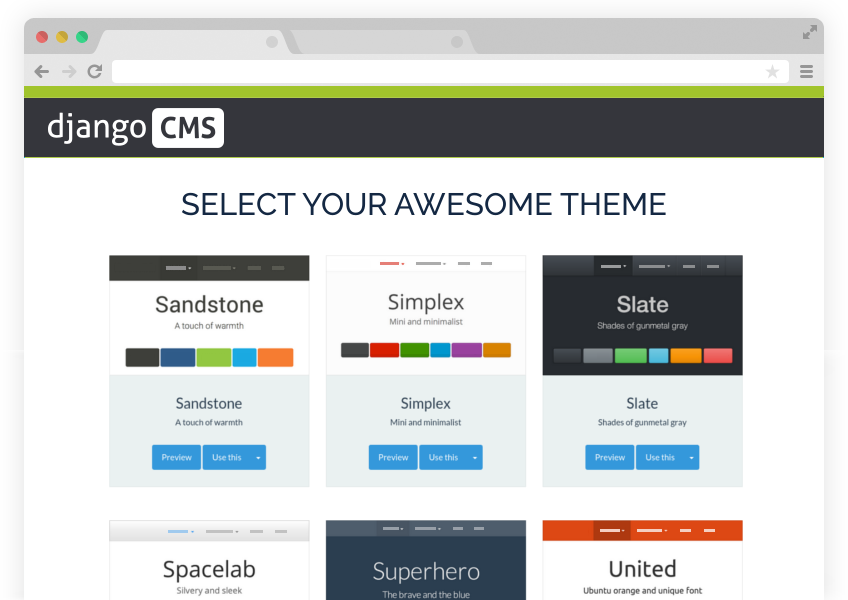 django CMS
SELECT YOUR AWESOME THEME
Sandstone
A touch of warmth
Simplex
Mini and minimalist
Slate
Shades of gunmetal gray
Sandstone
A touch of warmth
Preview
Use this
Simplex
Mini and minimalist
Preview
Use this
Slate
Shades of gunmetal gray
Preview
Use this
Spacelab
Silvery and sleek
Superhero
The brave and the blue
United
Ubuntu orange and unique font